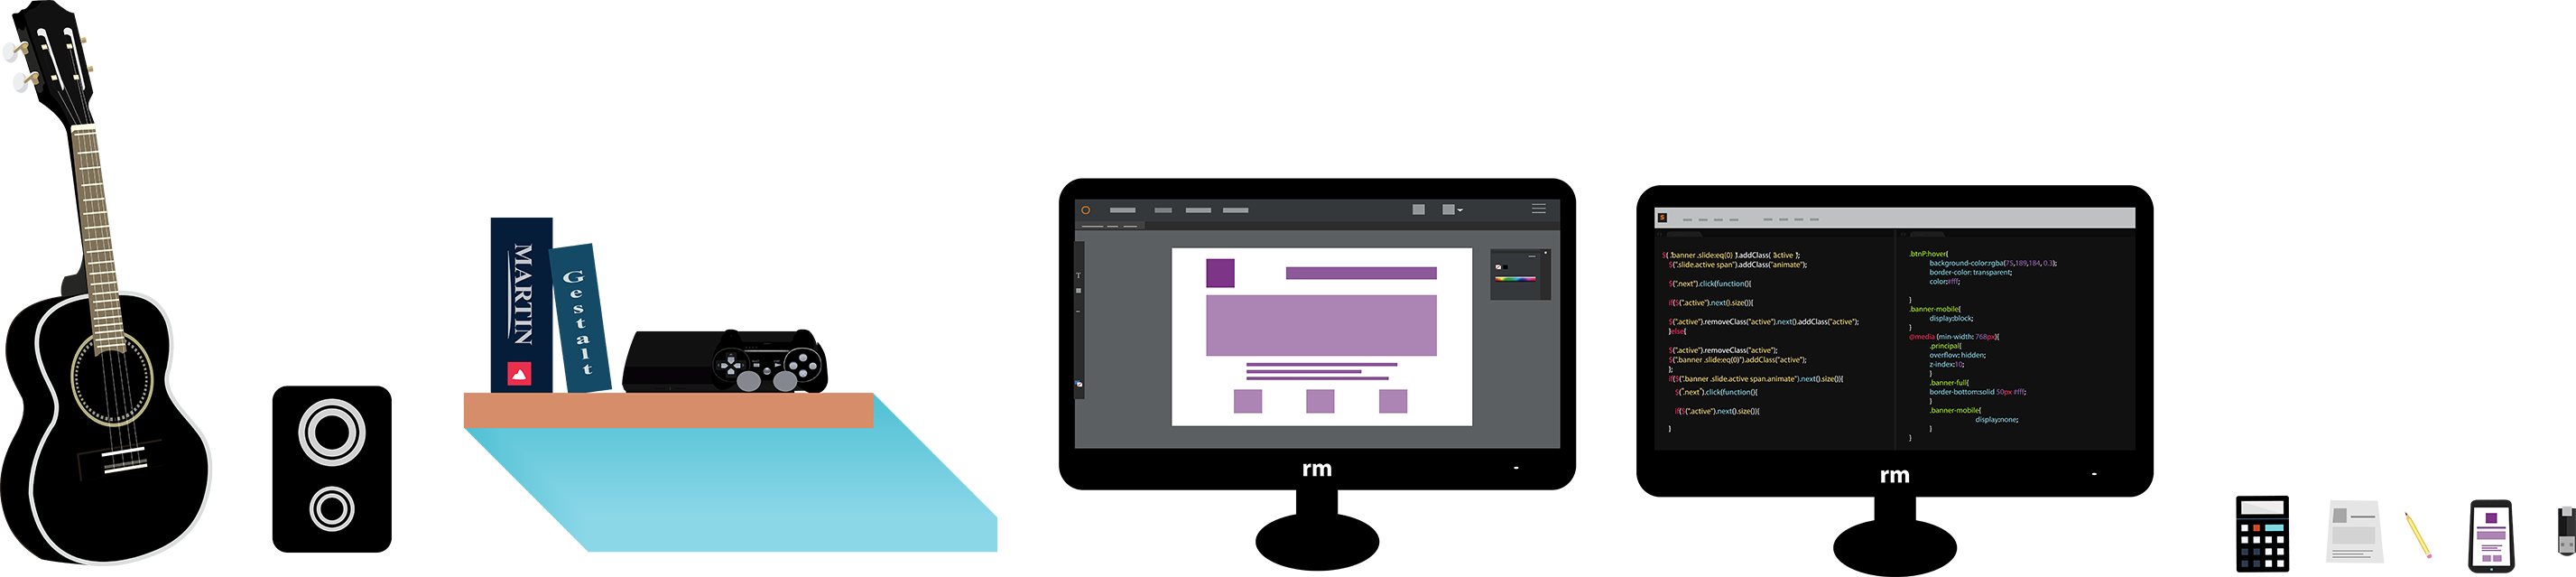 MARTIN
Gestalt
T
rm
S
$( ".banner .slide:eq(0) ").addClass( "active ");
$(".slide.active span").addClass("animate");
$(".next").click(function(){
if($(".active").next().size()){
$(".active").removeClass("active").next().addClass("active");
}else{
$(".active").removeClass("active");
$(".banner .slide:eq(0)").addClass("active");
};
if($(".banner .slide.active span.animate").next().size()){
$(".next").click(function(){
if($(".active").next().size()){
}
.btnP:hover{
background-color:rgba(75,189,184, 0.3);
border-color: transparent;
color:#fff;
}
.banner-mobile{
display:block;
}
@media (min-width: 768px){
.principal{
overflow: hidden;
z-index:10;
}
.banner-full{
border-bottom:solid 50px #fff;
}
.banner-mobile{
display:none;
}
}
rm